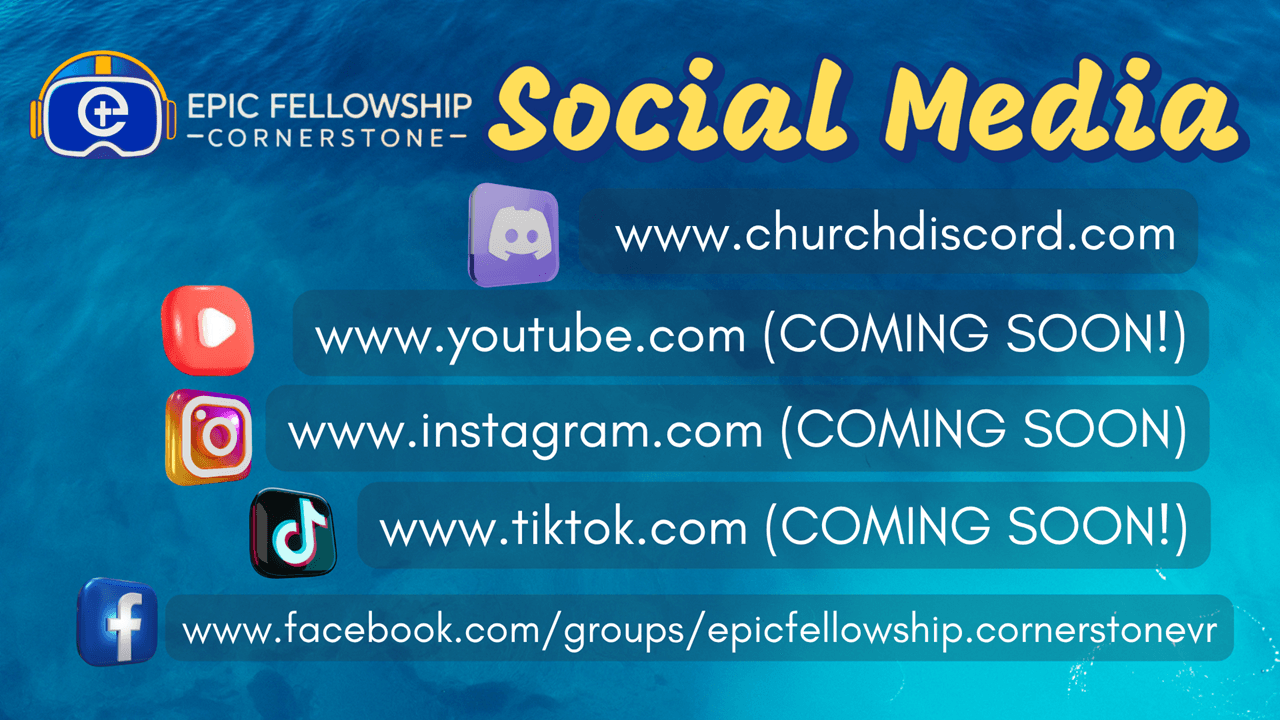 EPIC FELLOWSHIP
–CORNERSTONE–
Social Media
www.churchdiscord.com
www.youtube.com (COMING SOON!)
www.instagram.com (COMING SOON)
www.tiktok.com (COMING SOON!)
www.facebook.com/groups/epicfellowship.cornerstonevr